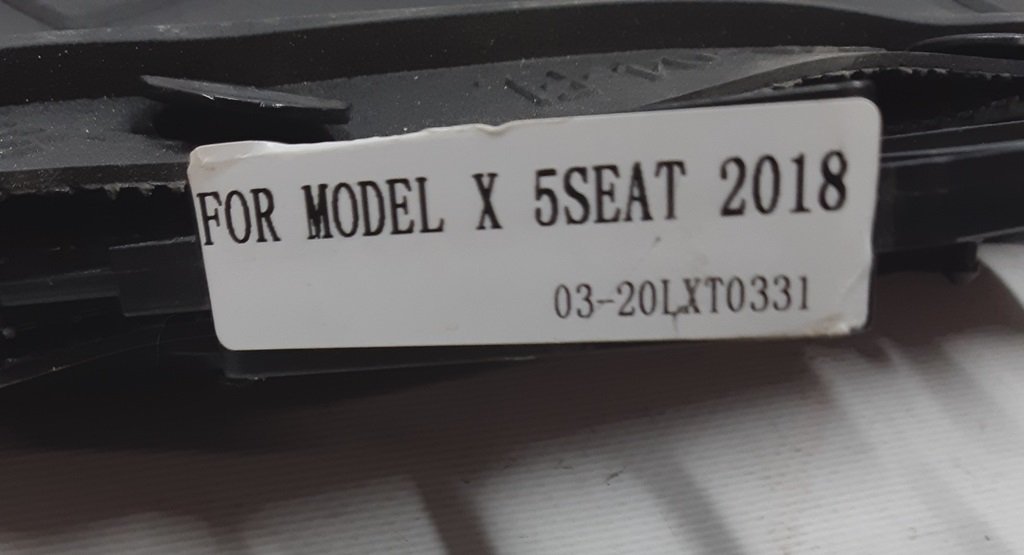 FOR MODEL X 5SEAT 2018
03-20LXT0331